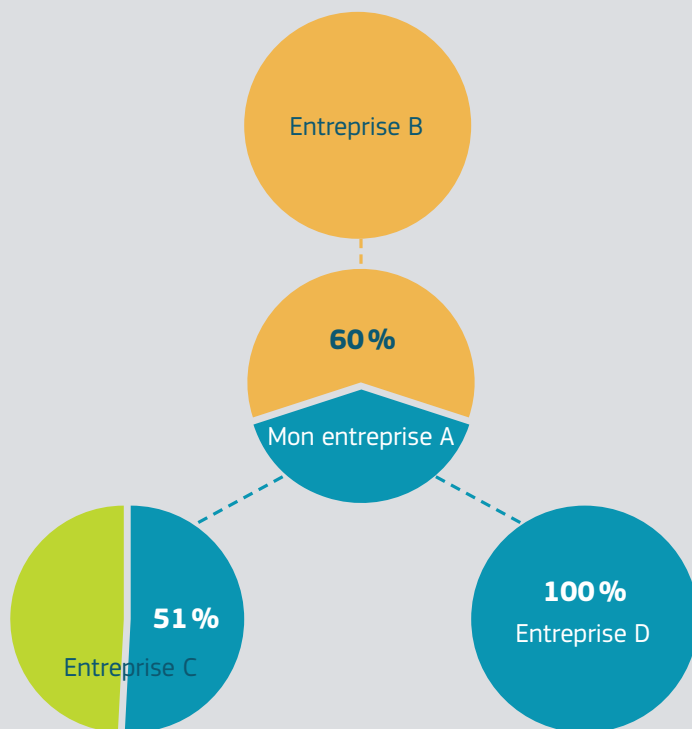 Entreprise B
60 %
Mon entreprise A
51 %
Entreprise C
100 %
Entreprise D